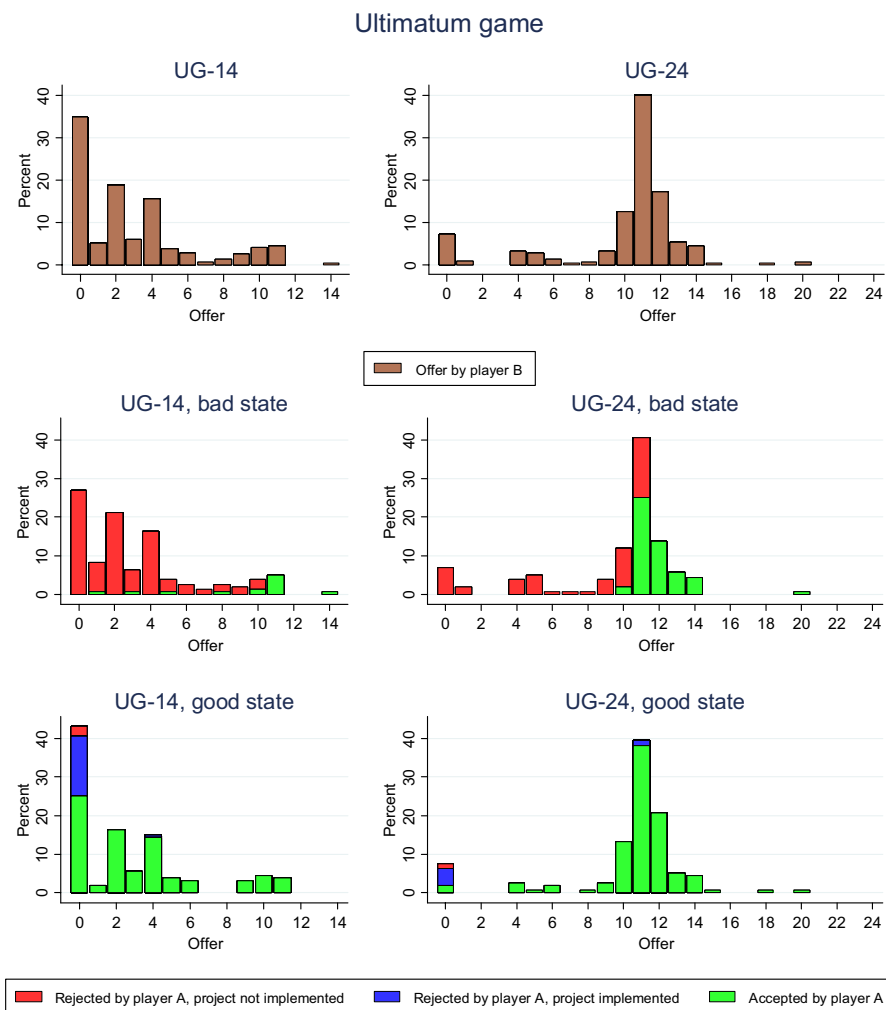 Ultimatum game
UG-14
Percent
0 10 20 30 40
0 2 4 6 8 10 12 14
Offer
UG-24
Percent
0 10 20 30 40
0 2 4 6 8 10 12 14 16 18 20 22 24
Offer
Offer by player B
UG-14, bad state
Percent
0 10 20 30 40
0 2 4 6 8 10 12 14
Offer
UG-24, bad state
Percent
0 10 20 30 40
0 2 4 6 8 10 12 14 16 18 20 22 24
Offer
UG-14, good state
Percent
0 10 20 30 40
0 2 4 6 8 10 12 14
Offer
UG-24, good state
Percent
0 10 20 30 40
0 2 4 6 8 10 12 14 16 18 20 22 24
Offer
Rejected by player A, project not implemented
Rejected by player A, project implemented
Accepted by player A